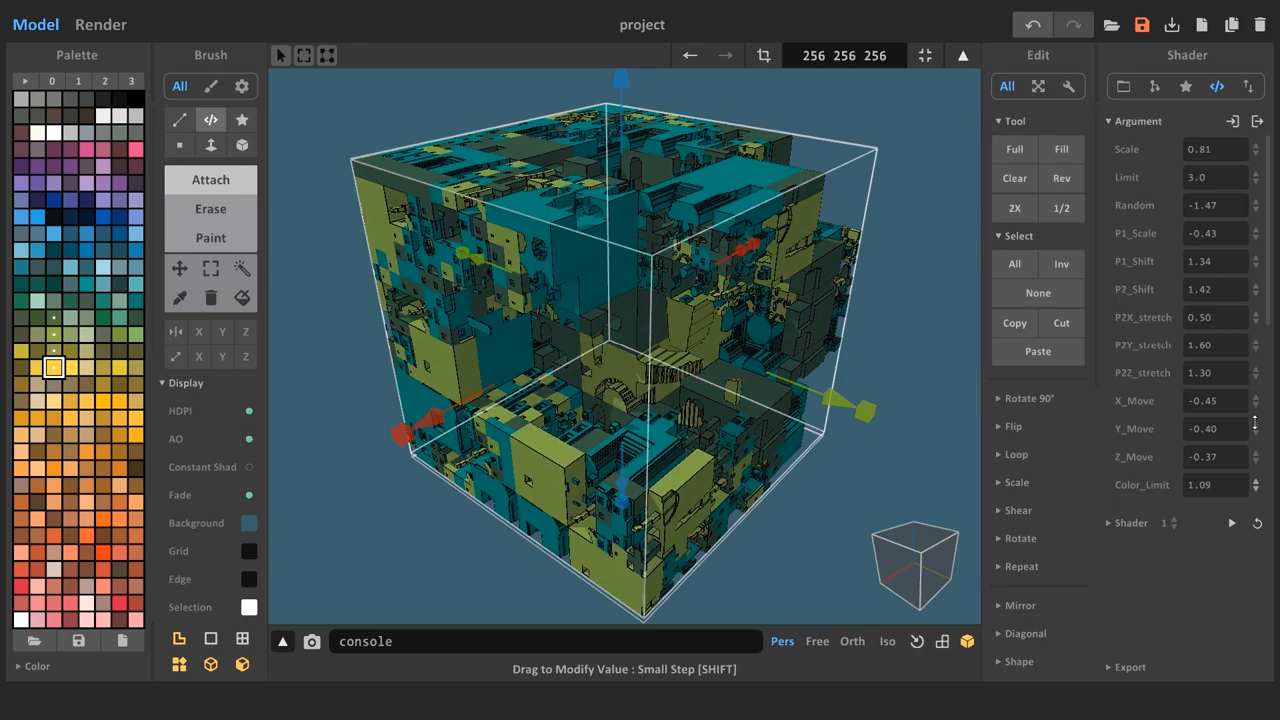 Model Render
project
Palette
0 1 2 3
Color
Brush
All
Attach
Erase
Paint
X Y Z
X Y Z
Display
HDPI
AO
Constant Shad
Fade
Background
Grid
Edge
Selection
256 256 256
console
Pers Free Orth Iso
Drag to Modify Value : Small Step [SHIFT]
Edit
All
Tool
Full Fill
Clear Rev
2X 1/2
Select
All Inv
None
Copy Cut
Paste
Rotate 90°
Flip
Loop
Scale
Shear
Rotate
Repeat
Mirror
Diagonal
Shape
Shader
Argument
Scale 0.81
Limit 3.0
Random -1.47
P1_Scale -0.43
P1_Shift 1.34
P2_Shift 1.42
P2X_stretch 0.50
P2Y_stretch 1.60
P2Z_stretch 1.30
X_Move -0.45
Y_Move -0.40
Z_Move -0.37
Color_Limit 1.09
Shader 1
Export